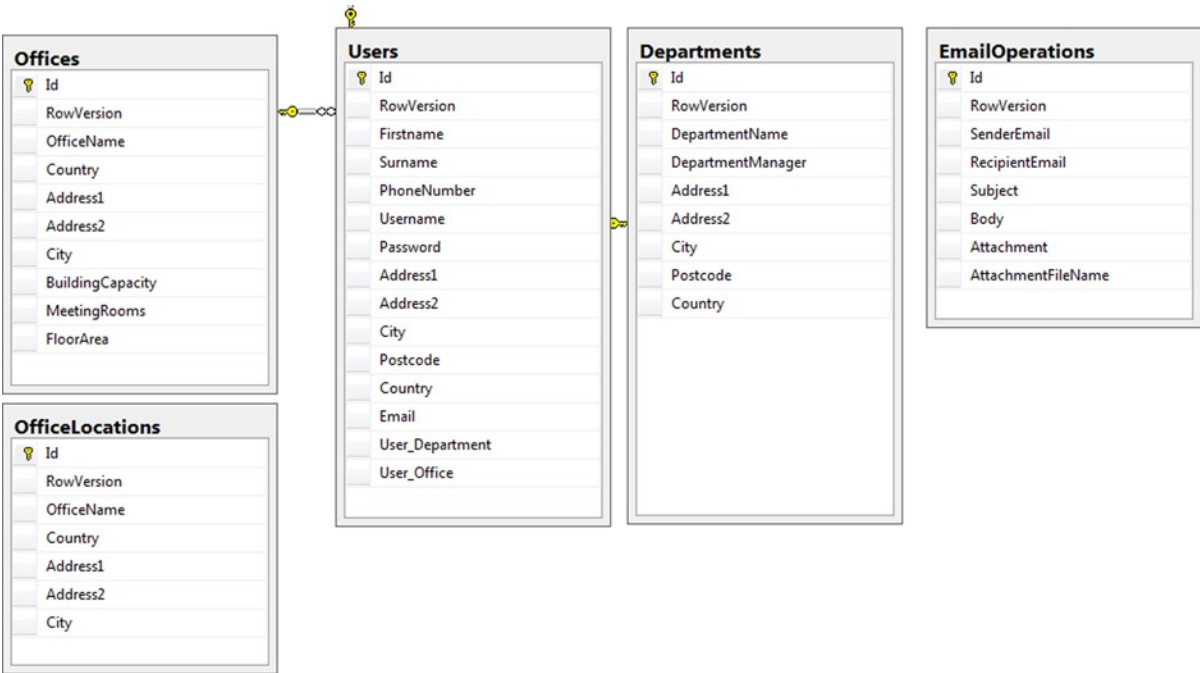 Offices
Id
RowVersion
OfficeName
Country
Address1
Address2
City
BuildingCapacity
MeetingRooms
FloorArea
OfficeLocations
Id
RowVersion
OfficeName
Country
Address1
Address2
City
Users
Id
RowVersion
Firstname
Surname
PhoneNumber
Username
Password
Address1
Address2
City
Postcode
Country
Email
User_Department
User_Office
Departments
Id
RowVersion
DepartmentName
DepartmentManager
Address1
Address2
City
Postcode
Country
EmailOperations
Id
RowVersion
SenderEmail
RecipientEmail
Subject
Body
Attachment
AttachmentFileName